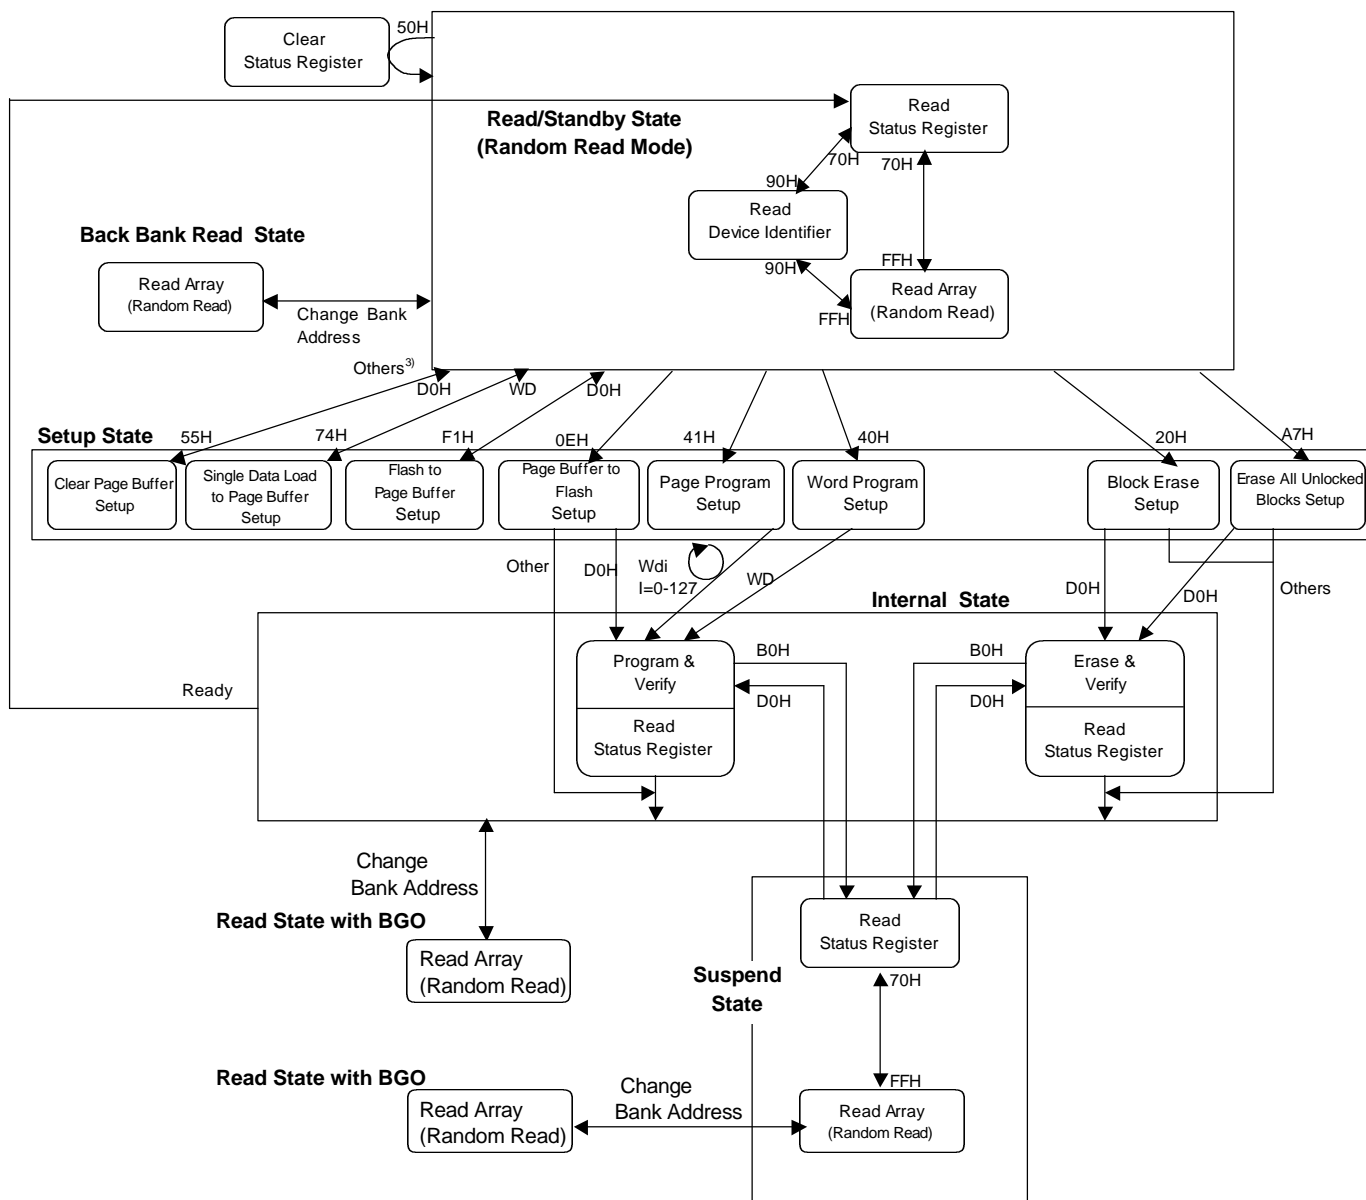 50H
Clear
Status Register
Read/Standby State
(Random Read Mode)
Read
Status Register
70H
70H
90H
Read
Device Identifier
90H
FFH
Read Array
(Random Read)
FFH
Back Bank Read State
Read Array
(Random Read)
Change Bank
Address
Others3)
D0H
WD
D0H
Setup State
55H
74H
F1H
0EH
41H
40H
20H
A7H
Clear Page Buffer
Setup
Single Data Load
to Page Buffer
Setup
Flash to
Page Buffer
Setup
Page Buffer to
Flash
Setup
Page Program
Setup
Word Program
Setup
Block Erase
Setup
Erase All Unlocked
Blocks Setup
Other
D0H
Wdi
I=0-127
WD
D0H
D0H
Others
Internal State
Ready
Program &
Verify
Read
Status Register
B0H
D0H
B0H
D0H
Erase &
Verify
Read
Status Register
Change
Bank Address
Read State with BGO
Read Array
(Random Read)
Suspend
State
Read
Status Register
70H
FFH
Read State with BGO
Read Array
(Random Read)
Change
Bank Address
Read Array
(Random Read)